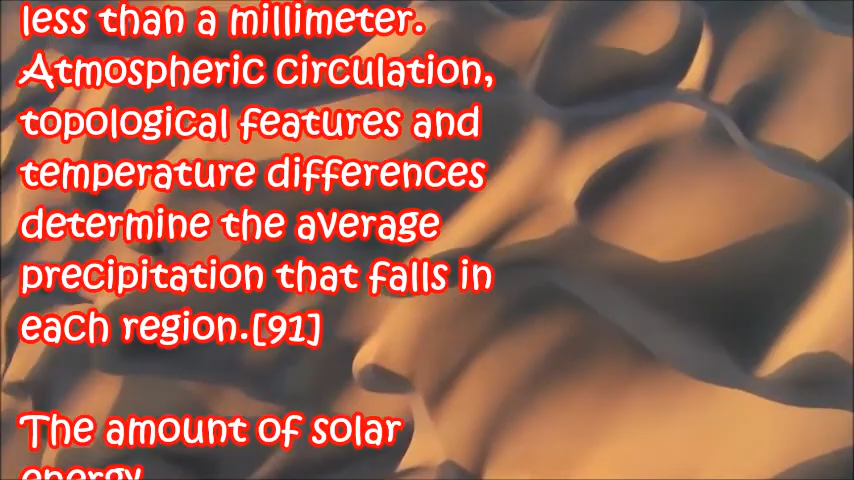 less than a millimeter.
Atmospheric circulation,
topological features and
temperature differences
determine the average
precipitation that falls in
each region.[91]
The amount of solar
energy